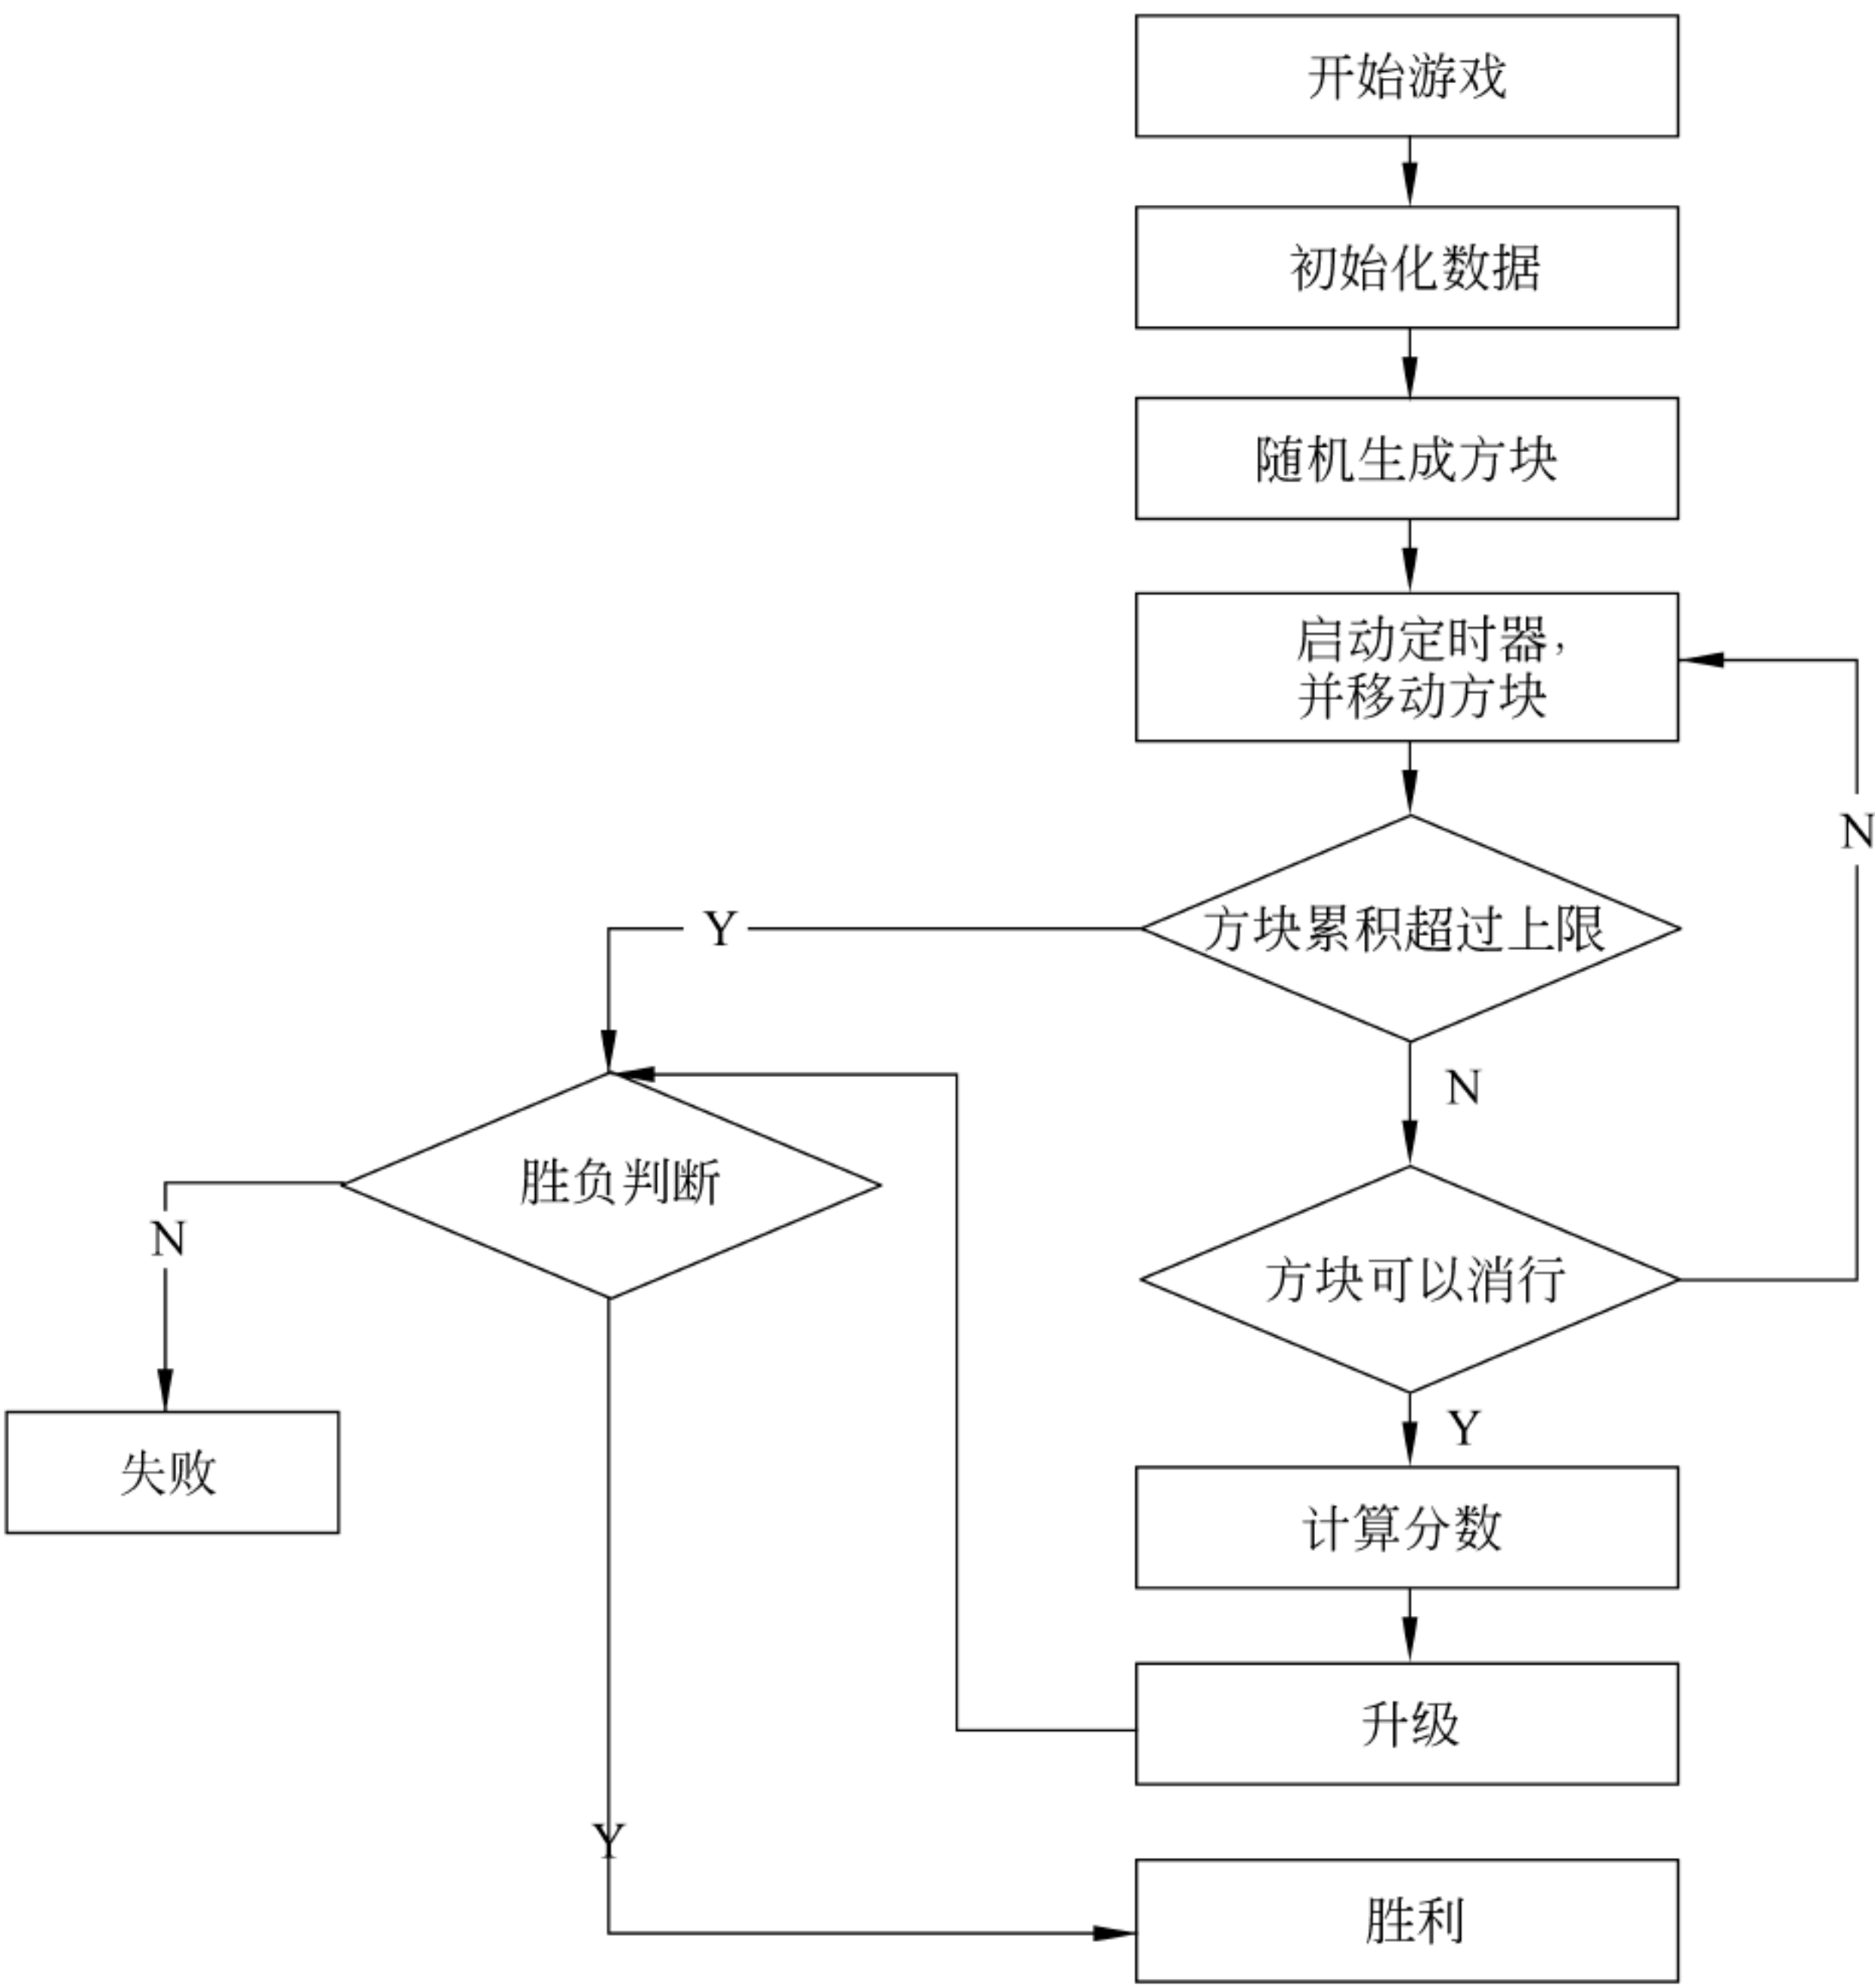 开始游戏
初始化数据
随机生成方块
启动定时器，
并移动方块
N
方块累积超过上限
Y
N
胜负判断
N
方块可以消行
Y
失败
计算分数
升级
Y
胜利